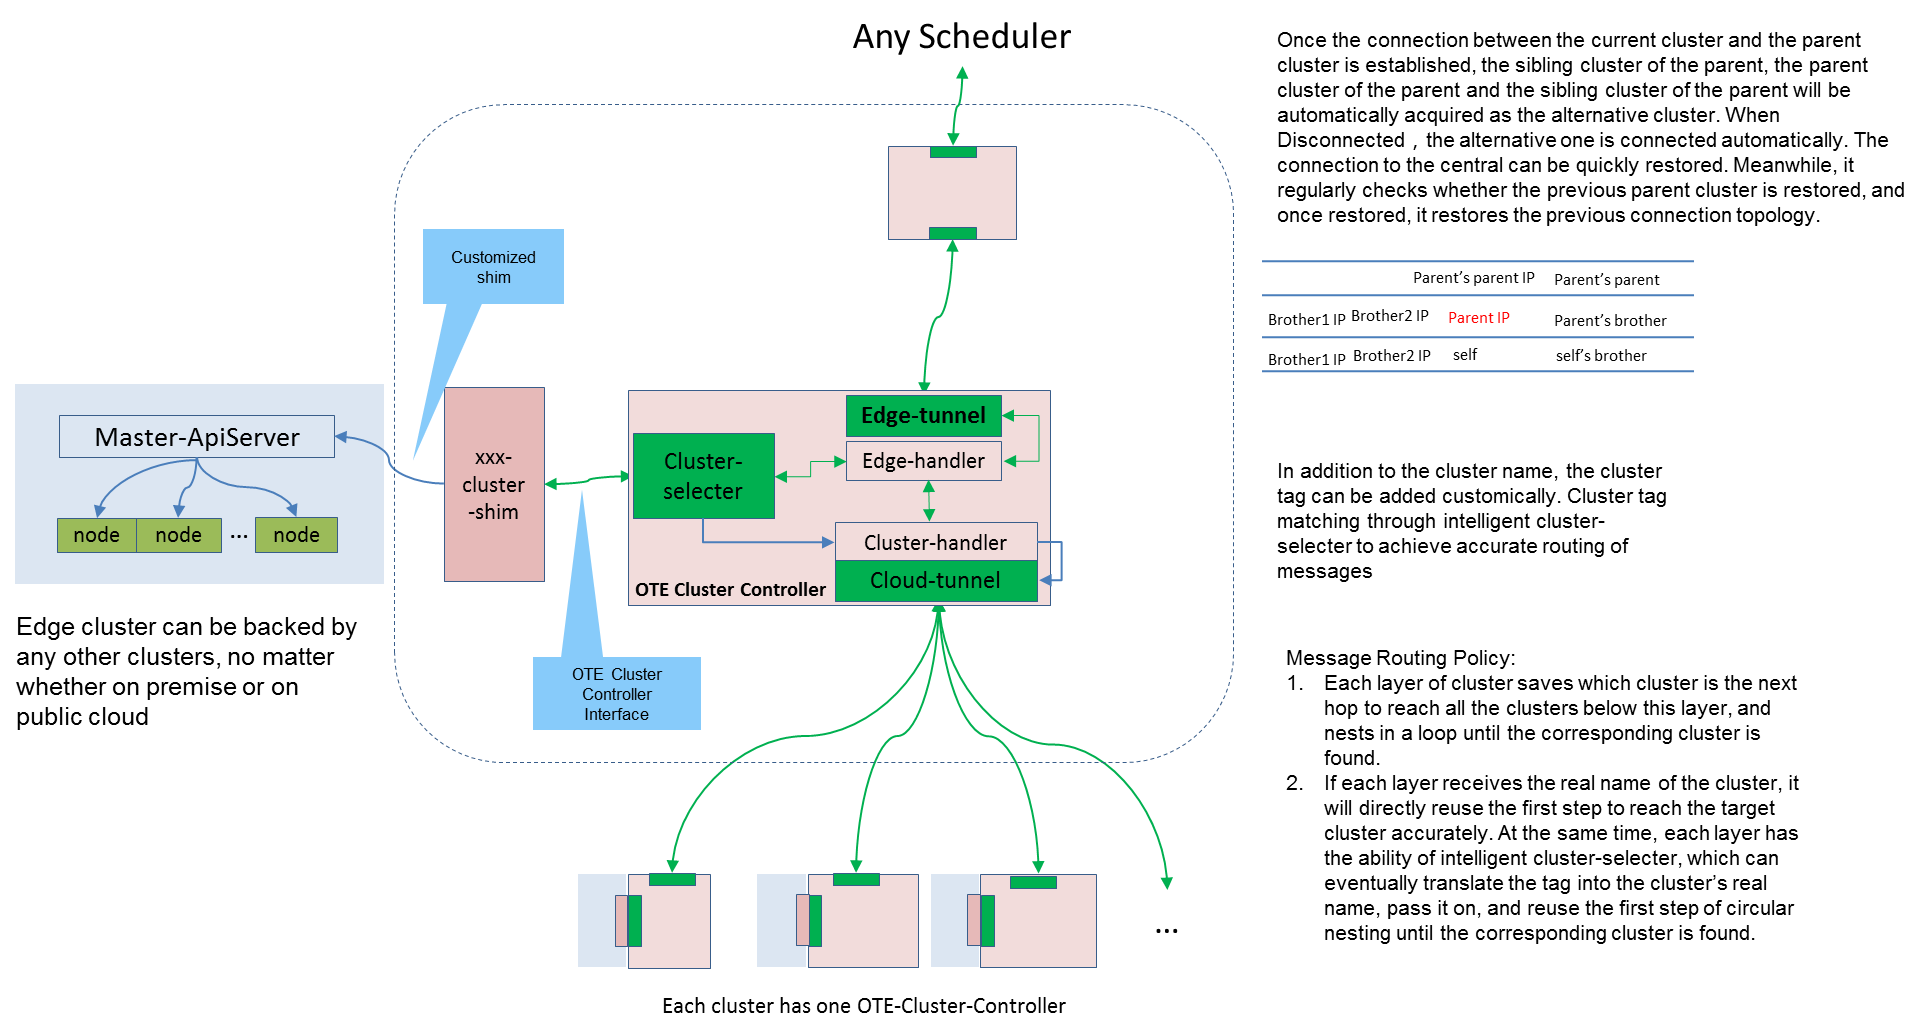 Any Scheduler
Once the connection between the current cluster and the parent
cluster is established, the sibling cluster of the parent, the parent
cluster of the parent and the sibling cluster of the parent will be
automatically acquired as the alternative cluster. When
Disconnected，the alternative one is connected automatically. The
connection to the central can be quickly restored. Meanwhile, it
regularly checks whether the previous parent cluster is restored, and
once restored, it restores the previous connection topology.
Parent's parent IP Parent's parent
Brother1 IP Brother2 IP Parent IP Parent's brother
Brother1 IP Brother2 IP self self's brother
Customized
shim
Master-ApiServer
node node ... node
xxx-
cluster
-shim
Cluster-
selecter
Edge-tunnel
Edge-handler
Cluster-handler
Cloud-tunnel
OTE Cluster Controller
Edge cluster can be backed by
any other clusters, no matter
whether on premise or on
public cloud
OTE Cluster
Controller
Interface
In addition to the cluster name, the cluster
tag can be added customically. Cluster tag
matching through intelligent cluster-
selecter to achieve accurate routing of
messages
Message Routing Policy:
1. Each layer of cluster saves which cluster is the next
hop to reach all the clusters below this layer, and
nests in a loop until the corresponding cluster is
found.
2. If each layer receives the real name of the cluster, it
will directly reuse the first step to reach the target
cluster accurately. At the same time, each layer has
the ability of intelligent cluster-selecter, which can
eventually translate the tag into the cluster's real
name, pass it on, and reuse the first step of circular
nesting until the corresponding cluster is found.
...
Each cluster has one OTE-Cluster-Controller